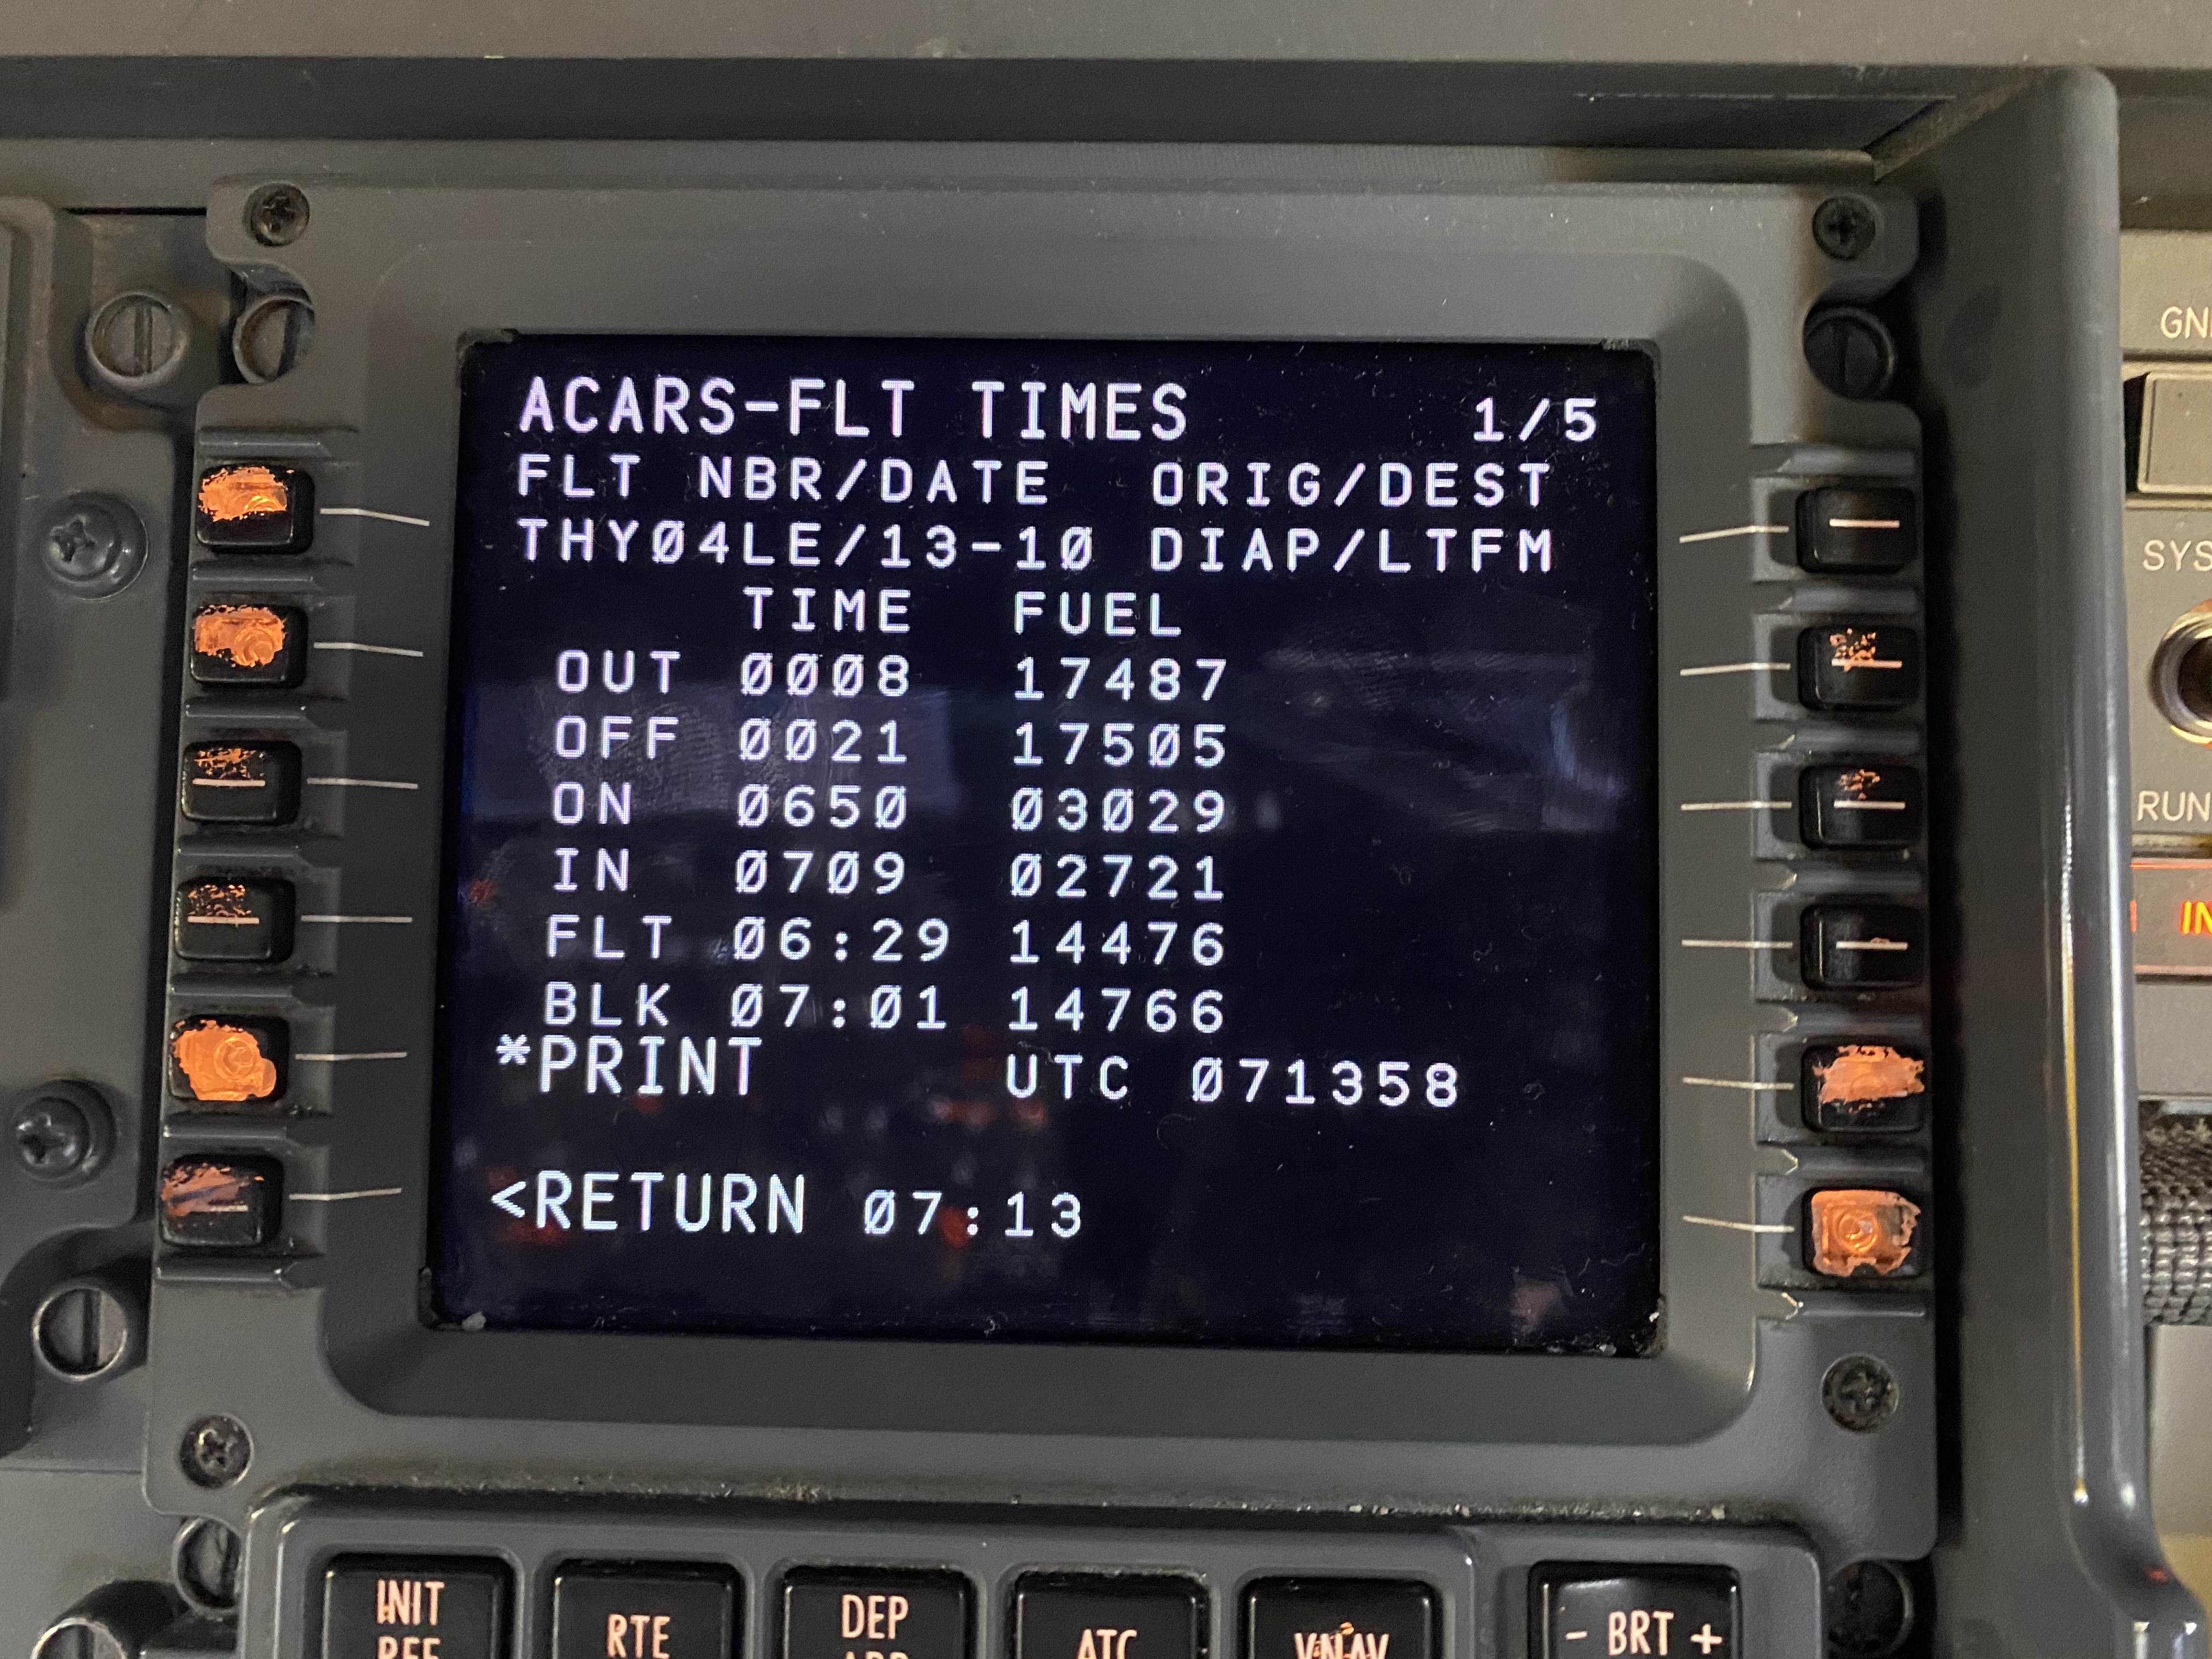 ACARS-FLT TIMES 1/5
FLT NBR/DATE ORIG/DEST
THY04LE/13-10 DIAP/LTFM
TIME FUEL
OUT 0008 17487
OFF 0021 17505
ON 0650 03029
IN 0709 02721
FLT 06:29 14476
BLK 07:01 14766
*PRINT UTC 071358
<RETURN 07:13
INIT
REF
RTE
DEP
ARR
ATC
VNAV
- BRT +
RUN